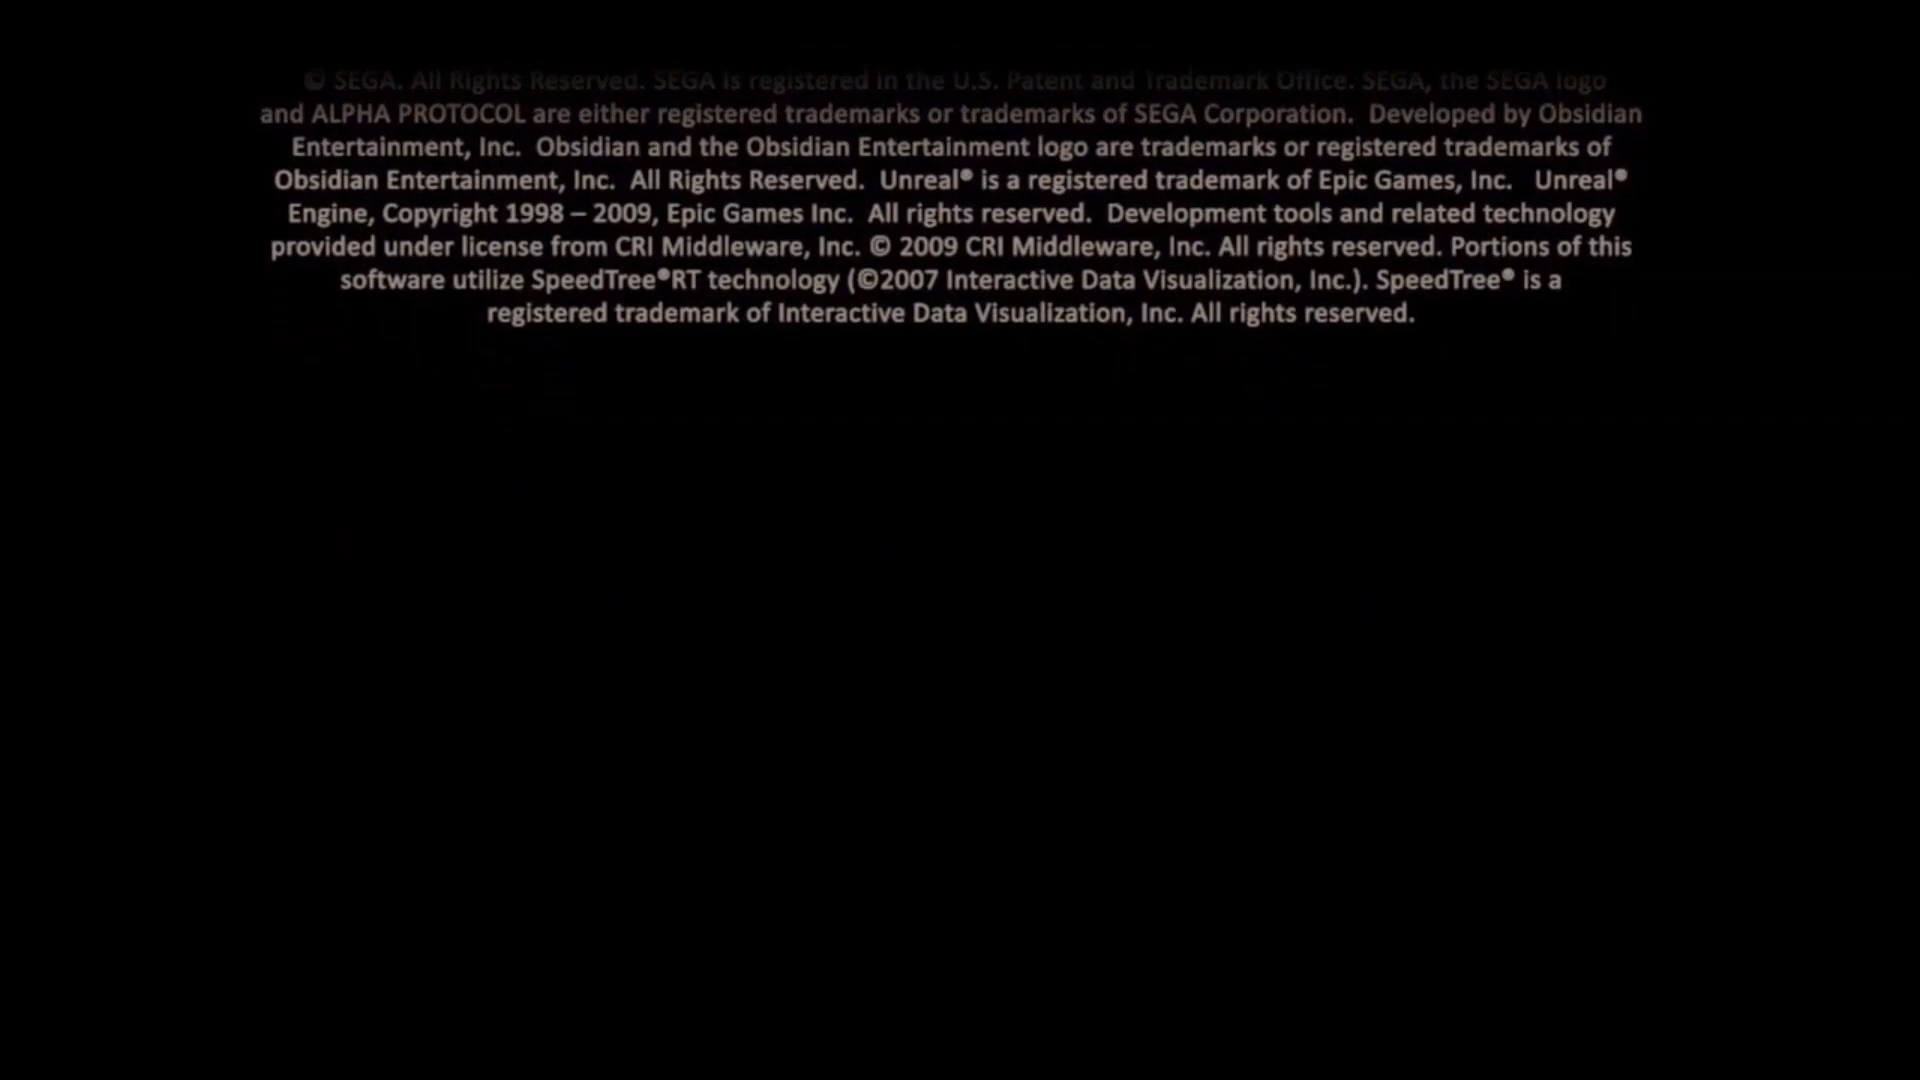 © SEGA. All Rights Reserved. SEGA is registered in the U.S. Patent and Trademark Office. SEGA, the SEGA logo
and ALPHA PROTOCOL are either registered trademarks or trademarks of SEGA Corporation.  Developed by Obsidian
Entertainment, Inc.  Obsidian and the Obsidian Entertainment logo are trademarks or registered trademarks of
Obsidian Entertainment, Inc.  All Rights Reserved.  Unreal® is a registered trademark of Epic Games, Inc.   Unreal®
Engine, Copyright 1998 – 2009, Epic Games Inc.  All rights reserved.  Development tools and related technology
provided under license from CRI Middleware, Inc. © 2009 CRI Middleware, Inc. All rights reserved. Portions of this
software utilize SpeedTree®RT technology (©2007 Interactive Data Visualization, Inc.). SpeedTree® is a
registered trademark of Interactive Data Visualization, Inc. All rights reserved.